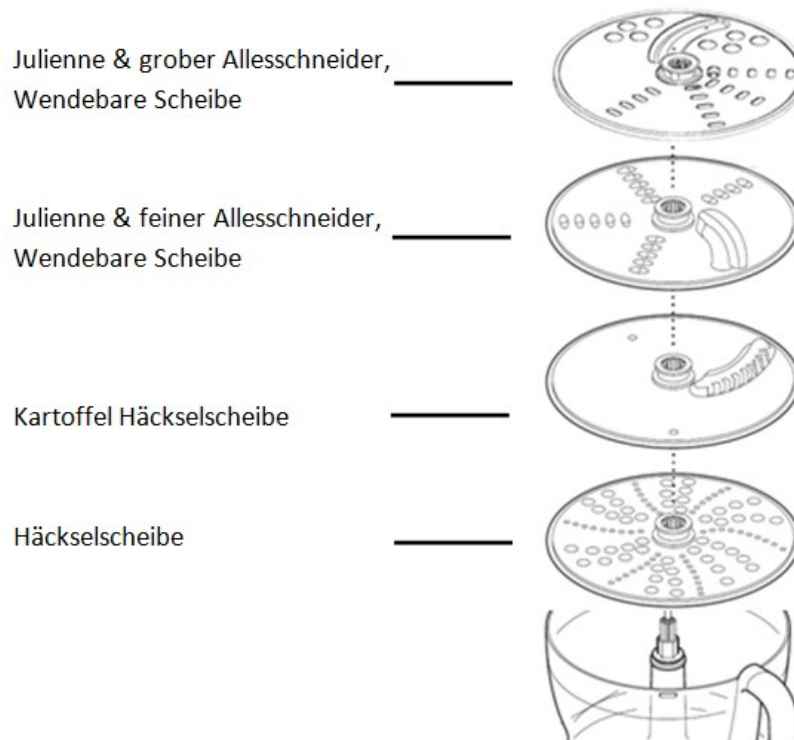 Julienne & grober Allesschneider,
Wendebare Scheibe
Julienne & feiner Allesschneider,
Wendebare Scheibe
Kartoffel Häckselscheibe
Häckselscheibe